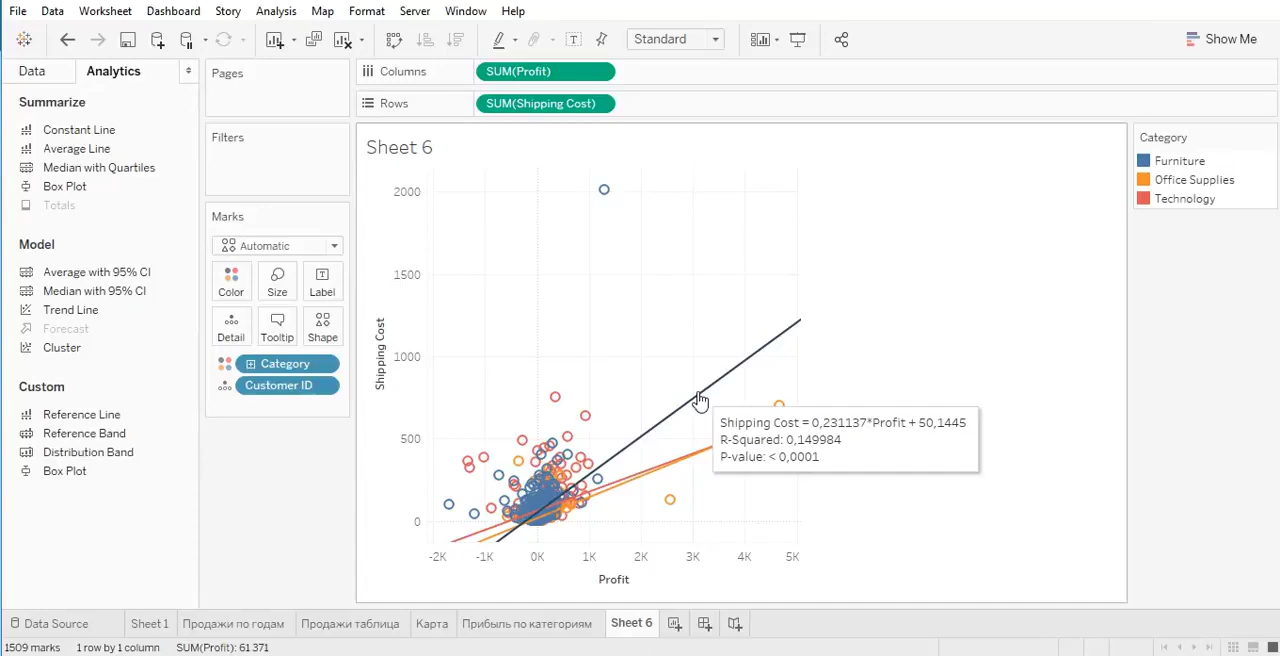 File Data Worksheet Dashboard Story Analysis Map Format Server Window Help
Standard
Show Me
Data Analytics
Summarize
Constant Line
Average Line
Median with Quartiles
Box Plot
Totals
Model
Average with 95% CI
Median with 95% CI
Trend Line
Forecast
Cluster
Custom
Reference Line
Reference Band
Distribution Band
Box Plot
Pages
Filters
Marks
Automatic
Color Size Label
Detail Tooltip Shape
Category
Customer ID
Columns SUM(Profit)
Rows SUM(Shipping Cost)
Sheet 6
2000
1500
1000
500
0
Shipping Cost
-2K -1K 0K 1K 2K 3K 4K 5K
Profit
Shipping Cost = 0,231137*Profit + 50,1445
R-Squared: 0,149984
P-value: < 0,0001
Category
Furniture
Office Supplies
Technology
Data Source Sheet 1 Продажи по годам Продажи таблица Карта Прибыль по категориям Sheet 6
1509 marks 1 row by 1 column SUM(Profit): 61 371